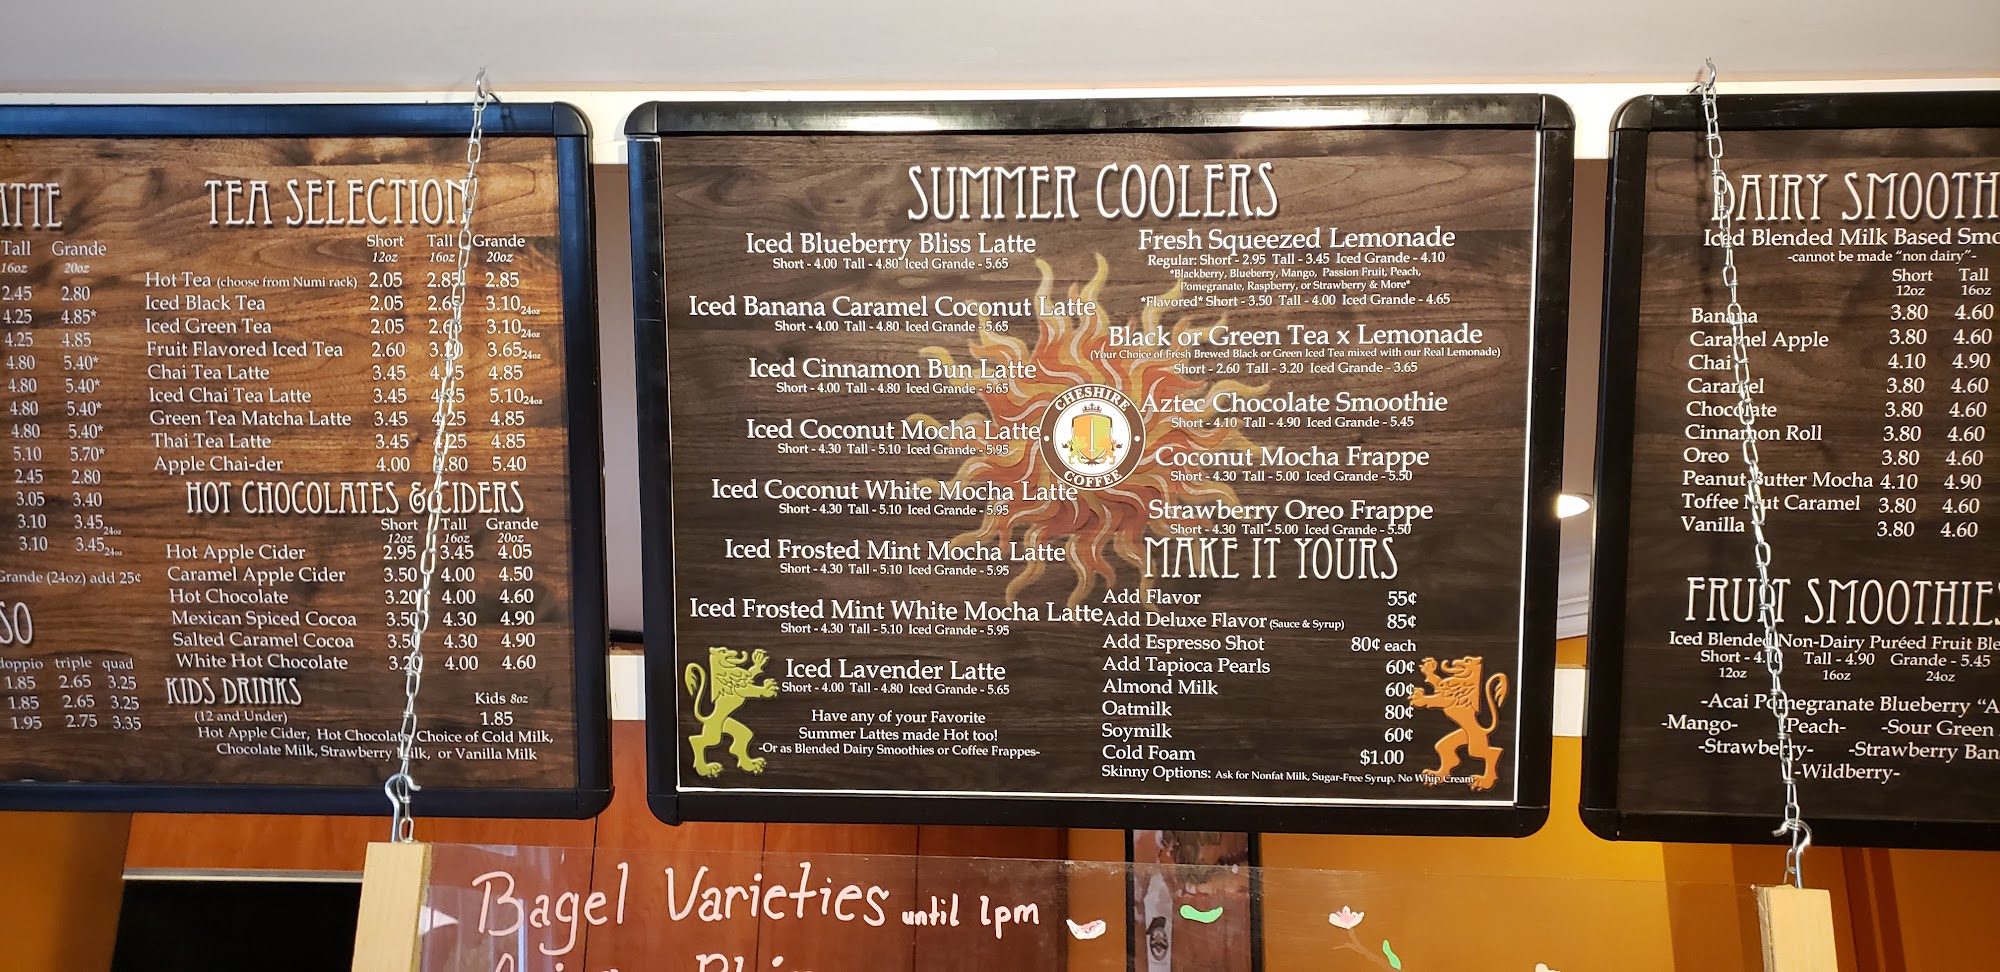 ATTE
Tall Grande
16oz 20oz
2.45 2.80
4.25 4.85*
4.25 4.85
4.80 5.40*
4.80 5.40*
4.80 5.40*
4.80 5.40*
5.10 5.70*
2.45 2.80
3.05 3.40
3.10 3.45 24oz
3.10 3.45 24oz
Grande (24oz) add 25¢
SO
doppio triple quad
1.85 2.65 3.25
1.85 2.65 3.25
1.95 2.75 3.35
TEA SELECTION
Short Tall Grande
12oz 16oz 20oz
Hot Tea (choose from Numi rack) 2.05 2.85 2.85
Iced Black Tea 2.05 2.65 3.10 24oz
Iced Green Tea 2.05 2.65 3.10 24oz
Fruit Flavored Iced Tea 2.60 3.20 3.65 24oz
Chai Tea Latte 3.45 4.25 4.85
Iced Chai Tea Latte 3.45 4.25 5.10 24oz
Green Tea Matcha Latte 3.45 4.25 4.85
Thai Tea Latte 3.45 4.25 4.85
Apple Chai-der 4.00 4.80 5.40
HOT CHOCOLATES & CIDERS
Short Tall Grande
12oz 16oz 20oz
Hot Apple Cider 2.95 3.45 4.05
Caramel Apple Cider 3.50 4.00 4.50
Hot Chocolate 3.20 4.00 4.60
Mexican Spiced Cocoa 3.50 4.30 4.90
Salted Caramel Cocoa 3.50 4.30 4.90
White Hot Chocolate 3.20 4.00 4.60
KIDS DRINKS
Kids 8oz
(12 and Under) 1.85
Hot Apple Cider, Hot Chocolate, Choice of Cold Milk,
Chocolate Milk, Strawberry Milk, or Vanilla Milk
SUMMER COOLERS
Iced Blueberry Bliss Latte
Short - 4.00 Tall - 4.80 Iced Grande - 5.65
Iced Banana Caramel Coconut Latte
Short - 4.00 Tall - 4.80 Iced Grande - 5.65
Iced Cinnamon Bun Latte
Short - 4.00 Tall - 4.80 Iced Grande - 5.65
Iced Coconut Mocha Latte
Short - 4.30 Tall - 5.10 Iced Grande - 5.95
Iced Coconut White Mocha Latte
Short - 4.30 Tall - 5.10 Iced Grande - 5.95
Iced Frosted Mint Mocha Latte
Short - 4.30 Tall - 5.10 Iced Grande - 5.95
Iced Frosted Mint White Mocha Latte
Short - 4.30 Tall - 5.10 Iced Grande - 5.95
Iced Lavender Latte
Short - 4.00 Tall - 4.80 Iced Grande - 5.65
Have any of your Favorite
Summer Lattes made Hot too!
-Or as Blended Dairy Smoothies or Coffee Frappes-
CHESHIRE
COFFEE
Fresh Squeezed Lemonade
Regular: Short - 2.95 Tall - 3.45 Iced Grande - 4.10
*Blackberry, Blueberry, Mango, Passion Fruit, Peach,
Pomegranate, Raspberry, or Strawberry & More*
*Flavored* Short - 3.50 Tall - 4.00 Iced Grande - 4.65
Black or Green Tea x Lemonade
(Your Choice of Fresh Brewed Black or Green Iced Tea mixed with our Real Lemonade)
Short - 2.60 Tall - 3.20 Iced Grande - 3.65
Aztec Chocolate Smoothie
Short - 4.10 Tall - 4.90 Iced Grande - 5.45
Coconut Mocha Frappe
Short - 4.30 Tall - 5.00 Iced Grande - 5.50
Strawberry Oreo Frappe
Short - 4.30 Tall - 5.00 Iced Grande - 5.50
MAKE IT YOURS
Add Flavor 55¢
Add Deluxe Flavor (Sauce & Syrup) 85¢
Add Espresso Shot 80¢ each
Add Tapioca Pearls 60¢
Almond Milk 60¢
Oatmilk 80¢
Soymilk 60¢
Cold Foam $1.00
Skinny Options: Ask for Nonfat Milk, Sugar-Free Syrup, No Whip Cream
DAIRY SMOOTH
Iced Blended Milk Based Smo
-cannot be made "non dairy"-
Short Tall
12oz 16oz
Banana 3.80 4.60
Caramel Apple 3.80 4.60
Chai 4.10 4.90
Caramel 3.80 4.60
Chocolate 3.80 4.60
Cinnamon Roll 3.80 4.60
Oreo 3.80 4.60
Peanut Butter Mocha 4.10 4.90
Toffee Nut Caramel 3.80 4.60
Vanilla 3.80 4.60
FRUIT SMOOTHIES
Iced Blended Non-Dairy Puréed Fruit Ble
Short - 4.10 Tall - 4.90 Grande - 5.45
12oz 16oz 24oz
-Acai Pomegranate Blueberry "A
-Mango- -Peach- -Sour Green
-Strawberry- -Strawberry Ban
-Wildberry-
Bagel Varieties until 1pm